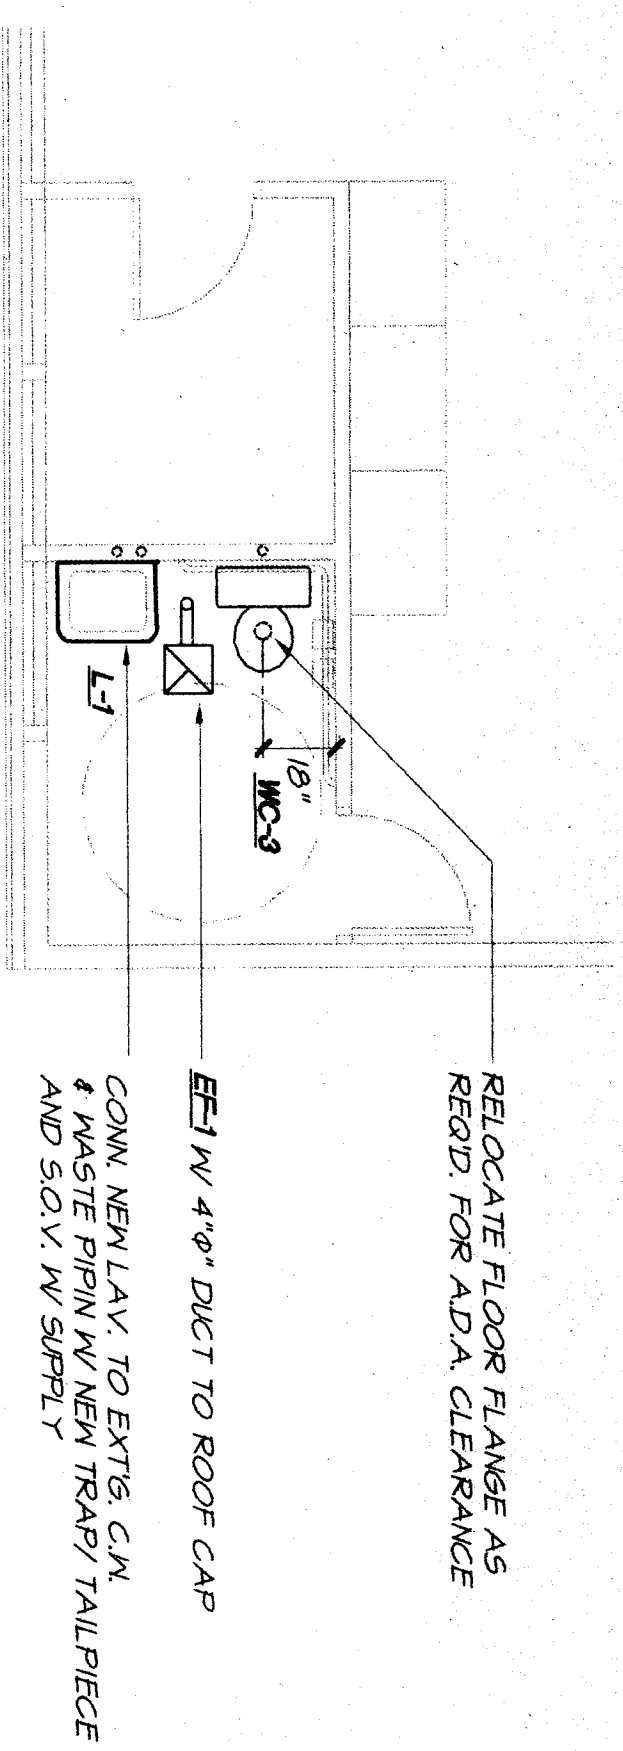 RELOCATE FLOOR FLANGE AS
REQ'D. FOR A.D.A. CLEARANCE
18"
WC-3
L-1
EF-1 W/ 4"Φ" DUCT TO ROOF CAP
CONN. NEW LAV. TO EXT'G. C.W.
& WASTE PIPIN W/ NEW TRAP/ TAILPIECE
AND S.O.V. W/ SUPPLY